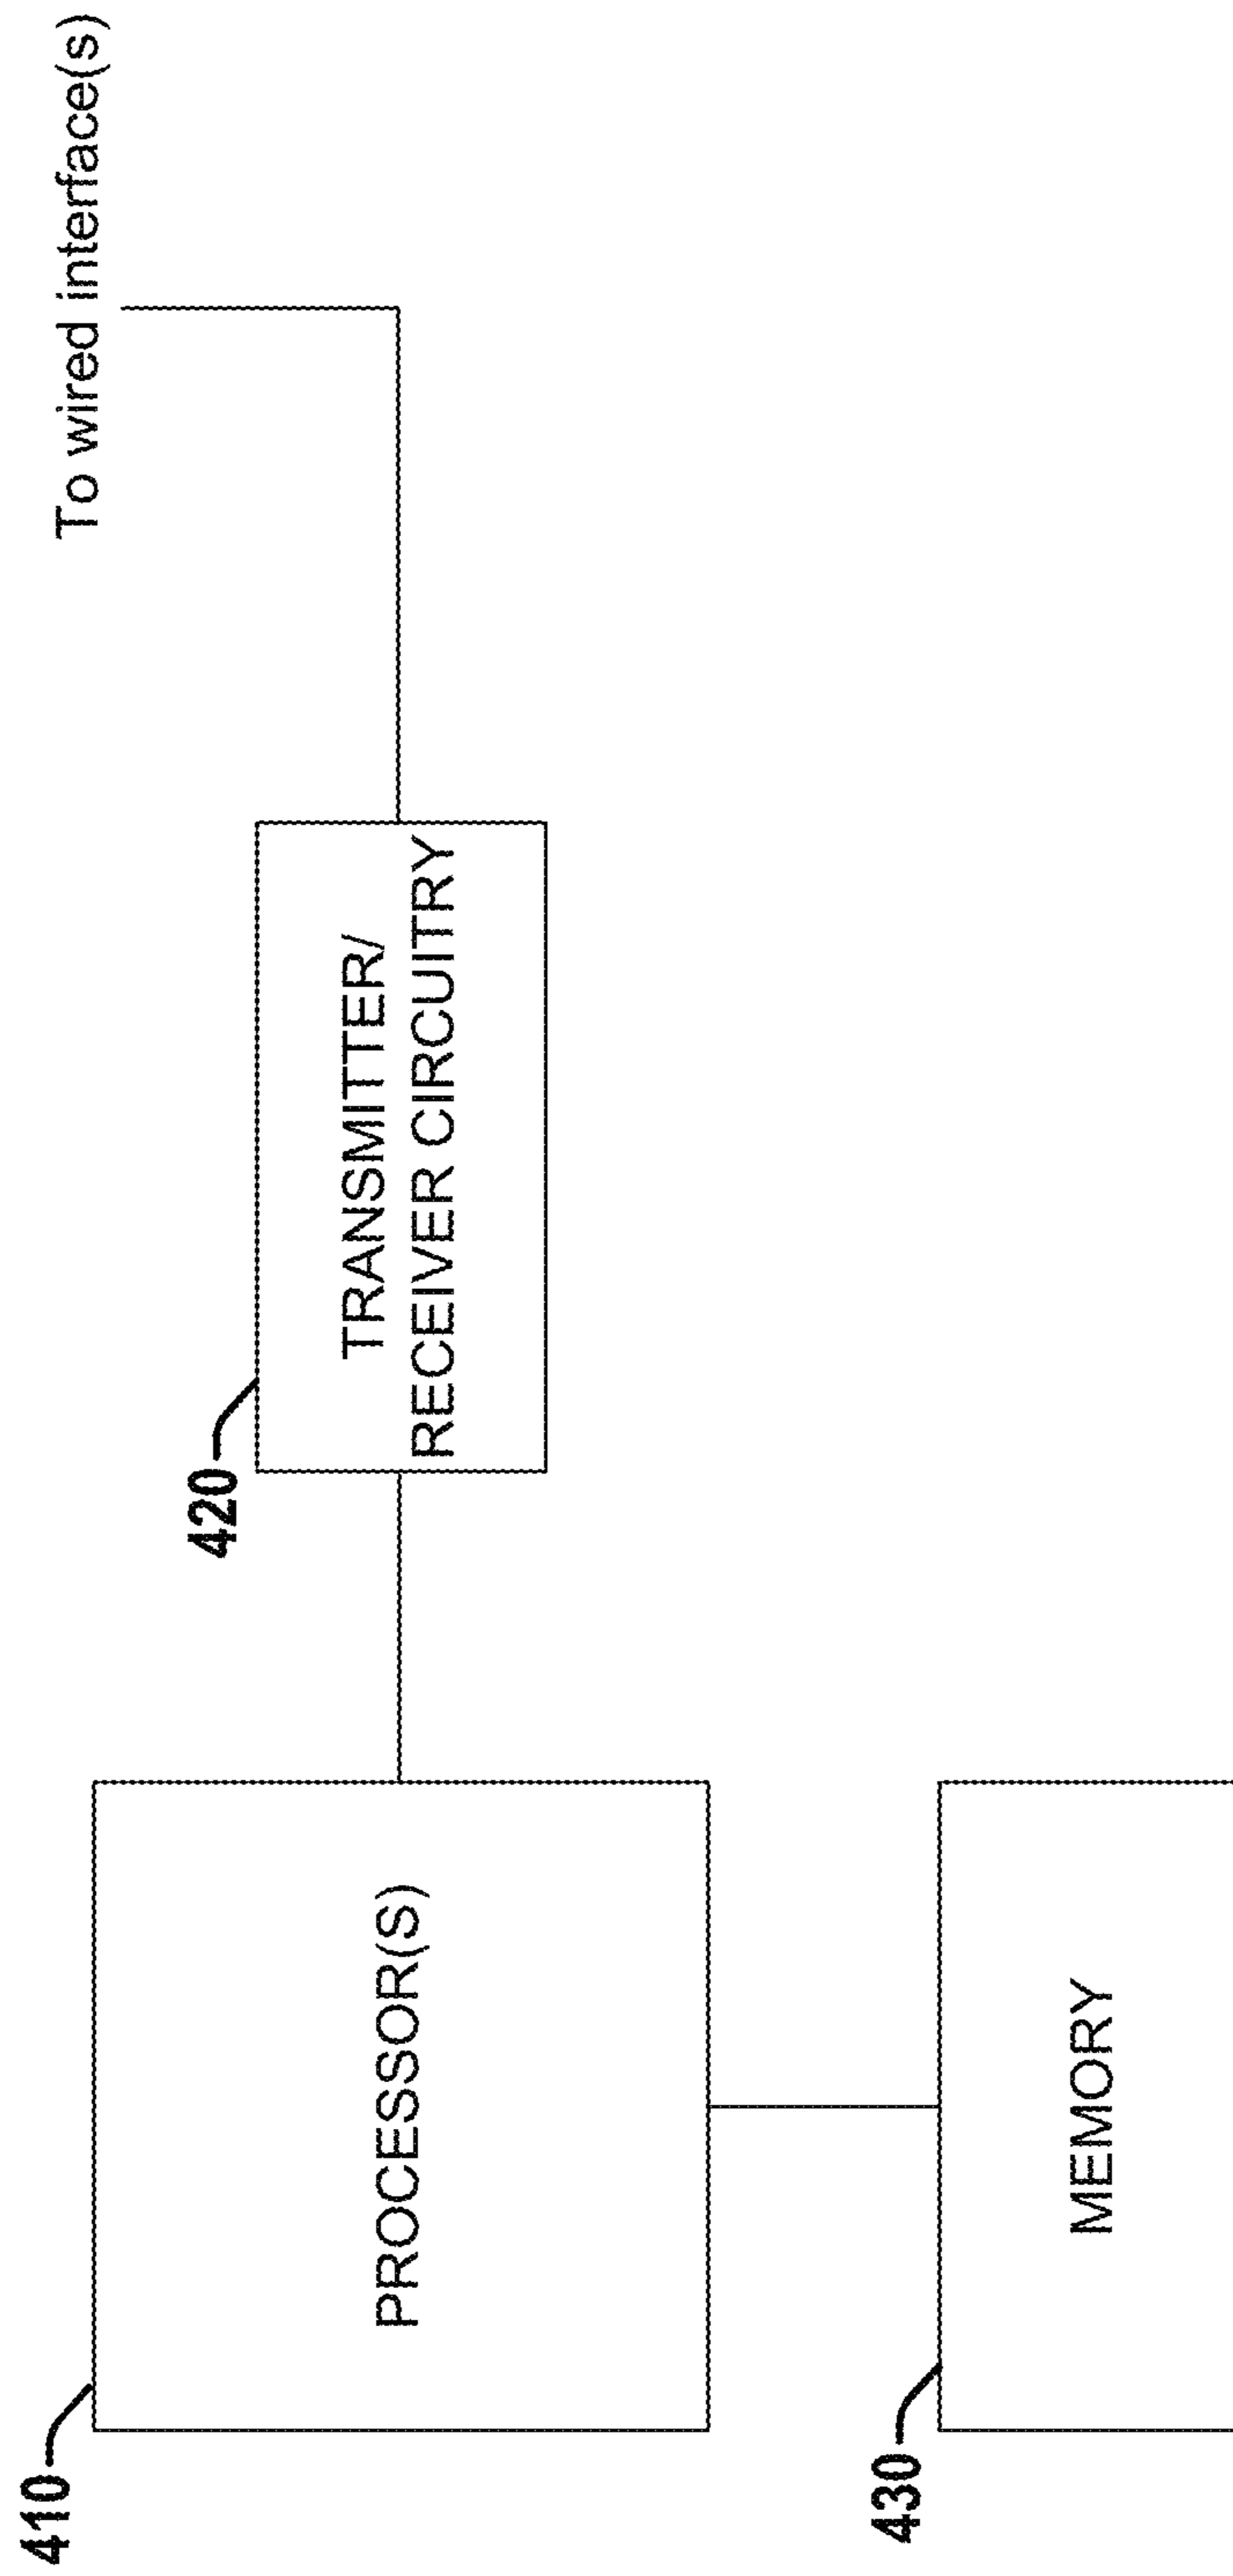 To wired interface(s)
420
TRANSMITTER/
RECEIVER CIRCUITRY
410
PROCESSOR(S)
430
MEMORY